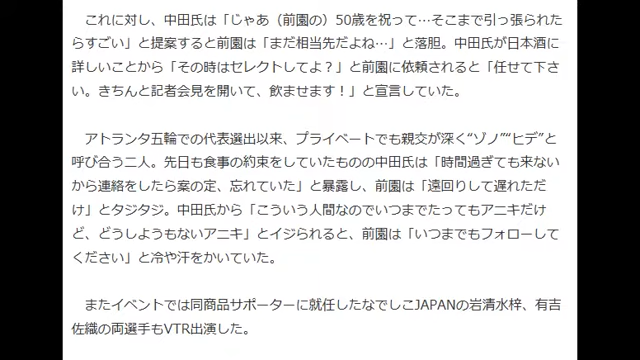 これに対し、中田氏は「じゃあ（前園の）50歳を祝って…そこまで引っ張られた
らすごい」と提案すると前園は「まだ相当先だよね…」と落胆。中田氏が日本酒に
詳しいことから「その時はセレクトしてよ？」と前園に依頼されると「任せて下さ
い。きちんと記者会見を開いて、飲ませます！」と宣言していた。
アトランタ五輪での代表選出以来、プライベートでも親交が深く“ゾノ”“ヒデ”と
呼び合う二人。先日も食事の約束をしていたものの中田氏は「時間過ぎても来ない
から連絡をしたら案の定、忘れていた」と暴露し、前園は「遠回りして遅れただ
け」とタジタジ。中田氏から「こういう人間なのでいつまでたってもアニキだけ
ど、どうしようもないアニキ」とイジられると、前園は「いつまでもフォローして
ください」と冷や汗をかいていた。
またイベントでは同商品サポーターに就任したなでしこJAPANの岩清水梓、有吉
佐織の両選手もVTR出演した。